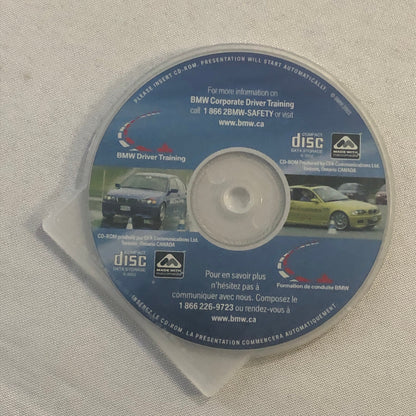 PLEASE INSERT CD-ROM. PRESENTATION WILL START AUTOMATICALLY!
For more information on
BMW Corporate Driver Training
call 1 866 2BMW-SAFETY or visit
www.bmw.ca
BMW Driver Training
COMPACT
disc
DATA STORAGE
MADE WITH
MACROMEDIA
CD-ROM Produced by CFA Communications Ltd.
Toronto, Ontario CANADA
CD-ROM produite par CFA Communications Ltd.
Toronto, Ontario CANADA
COMPACT
disc
DATA STORAGE
MADE WITH
MACROMEDIA
Formation de conduite BMW
Pour en savoir plus
n'hésitez pas à
communiquer avec nous. Composez le
1 866 226-9723 ou rendez-vous à
www.bmw.ca
INSEREZ LE CD-ROM. LA PRÉSENTATION COMMENCERA AUTOMATIQUEMENT